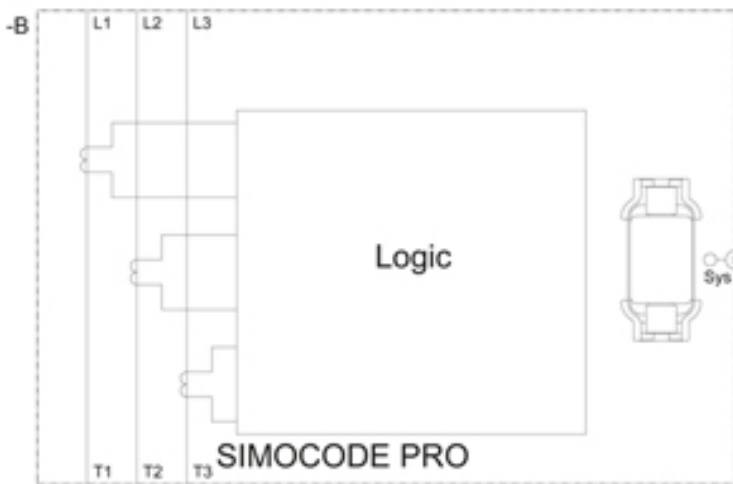 -B
L1 L2 L3
Logic
Sys
T1 T2 T3
SIMOCODE PRO